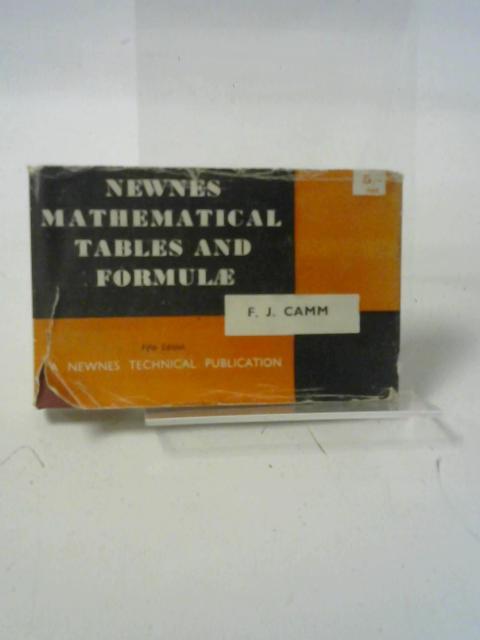 NEWNES
MATHEMATICAL
TABLES AND
FORMULÆ
F. J. CAMM
Fifth Edition
A NEWNES TECHNICAL PUBLICATION